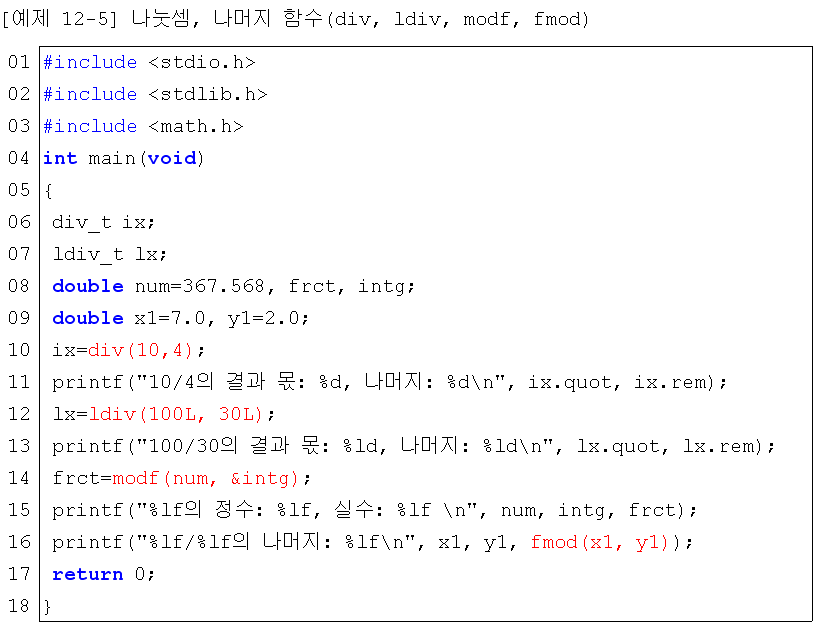 [예제 12-5] 나눗셈, 나머지 함수(div, ldiv, modf, fmod)
01 #include <stdio.h>
02 #include <stdlib.h>
03 #include <math.h>
04 int main(void)
05 {
06 div_t ix;
07 ldiv_t lx;
08 double num=367.568, frct, intg;
09 double x1=7.0, y1=2.0;
10 ix=div(10,4);
11 printf("10/4의 결과 몫: %d, 나머지: %d\n", ix.quot, ix.rem);
12 lx=ldiv(100L, 30L);
13 printf("100/30의 결과 몫: %ld, 나머지: %ld\n", lx.quot, lx.rem);
14 frct=modf(num, &intg);
15 printf("%lf의 정수: %lf, 실수: %lf \n", num, intg, frct);
16 printf("%lf/%lf의 나머지: %lf\n", x1, y1, fmod(x1, y1));
17 return 0;
18 }